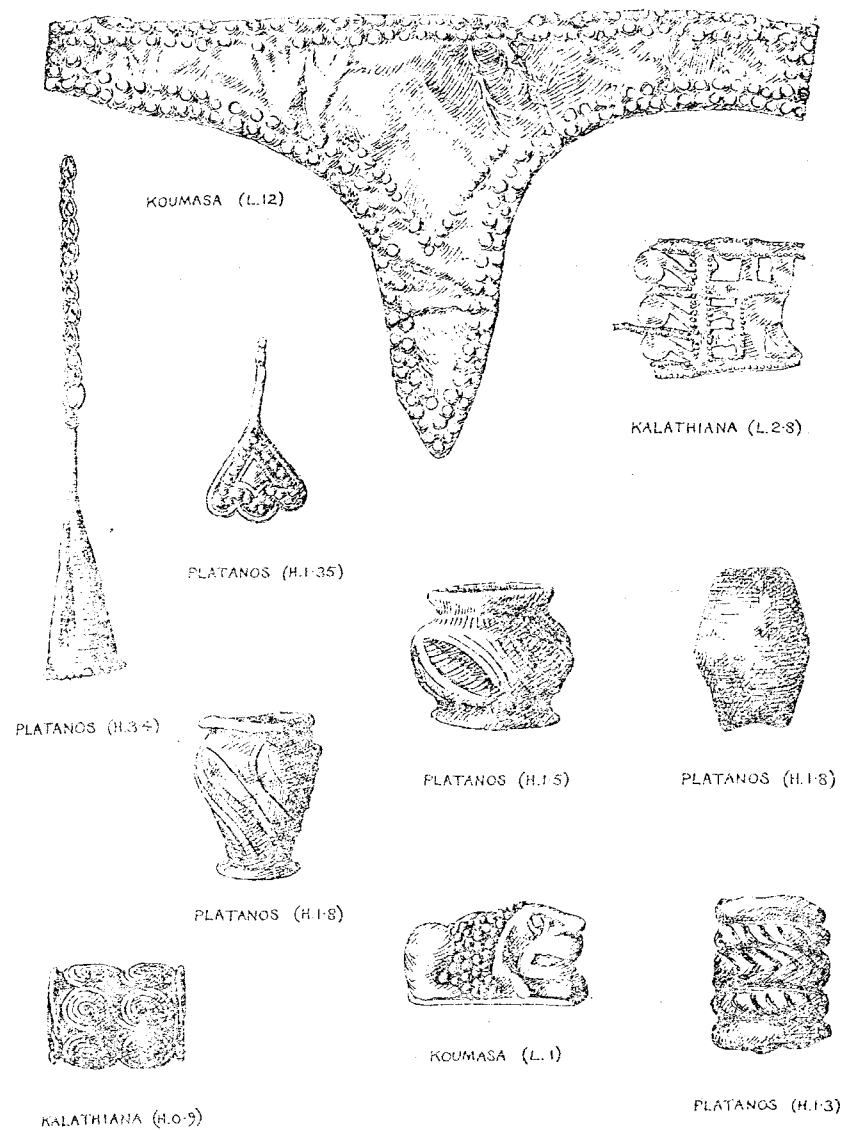 KOUMASA (L.12)
KALATHIANA (L.2·8)
PLATANOS (H.1·35)
PLATANOS (H.3·4)
PLATANOS (H.1·5)
PLATANOS (H.1·8)
PLATANOS (H.1·8)
KOUMASA (L.1)
PLATANOS (H.1·3)
KALATHIANA (H.0·9)